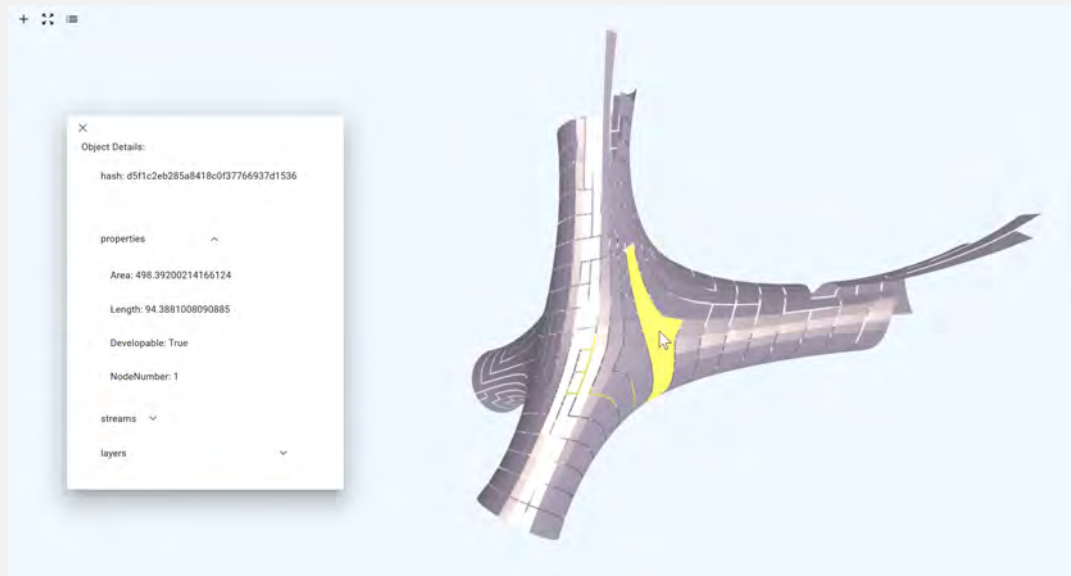 Object Details:
hash: d5f1c2eb285a8418c0f37766937d1536
properties
Area: 498.39200214166124
Length: 94.3881008090885
Developable: True
NodeNumber: 1
streams
layers